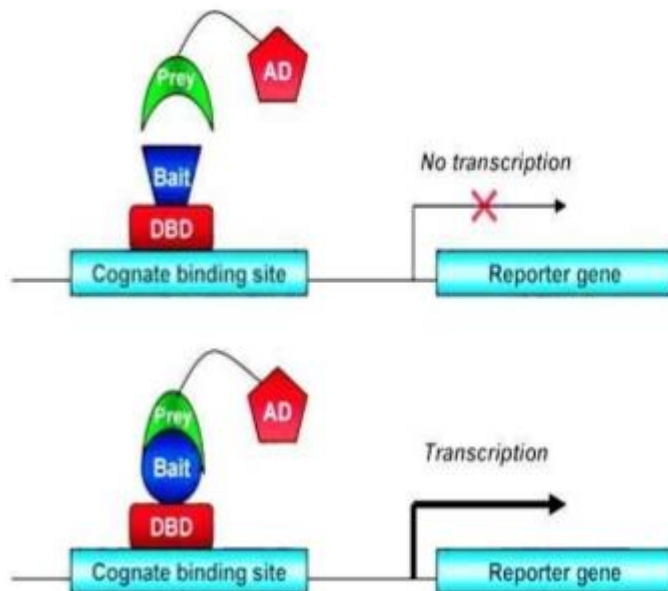 Prey
AD
Bait
No transcription
DBD
Cognate binding site
Reporter gene
Prey
AD
Bait
Transcription
DBD
Cognate binding site
Reporter gene